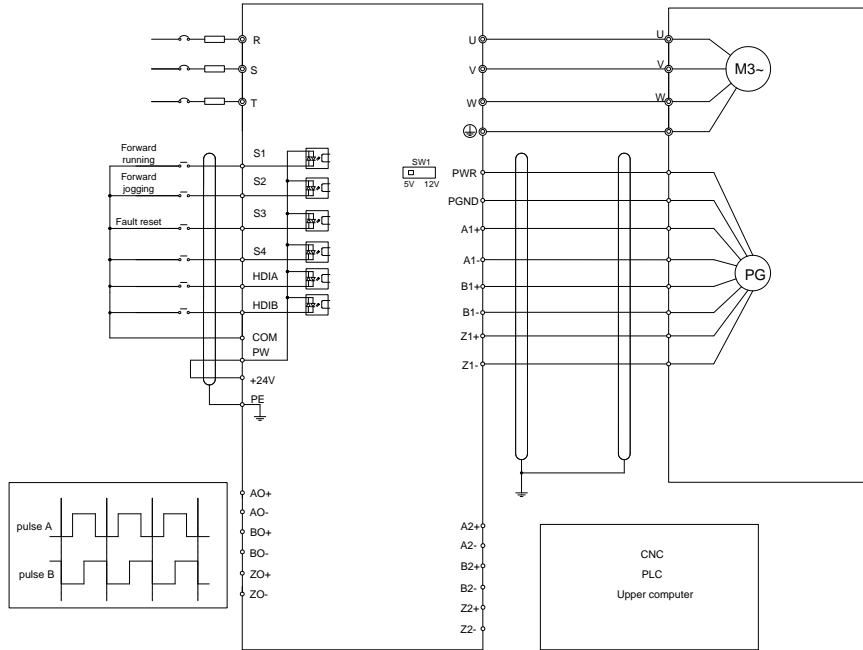 R
S
T
U
V
W
U
V
W
M3~
Forward
running
Forward
jogging
Fault reset
S1
S2
S3
S4
HDIA
HDIB
COM
PW
+24V
PE
SW1
5V 12V
PWR
PGND
A1+
A1-
B1+
B1-
Z1+
Z1-
PG
pulse A
pulse B
AO+
AO-
BO+
BO-
ZO+
ZO-
A2+
A2-
B2+
B2-
Z2+
Z2-
CNC
PLC
Upper computer